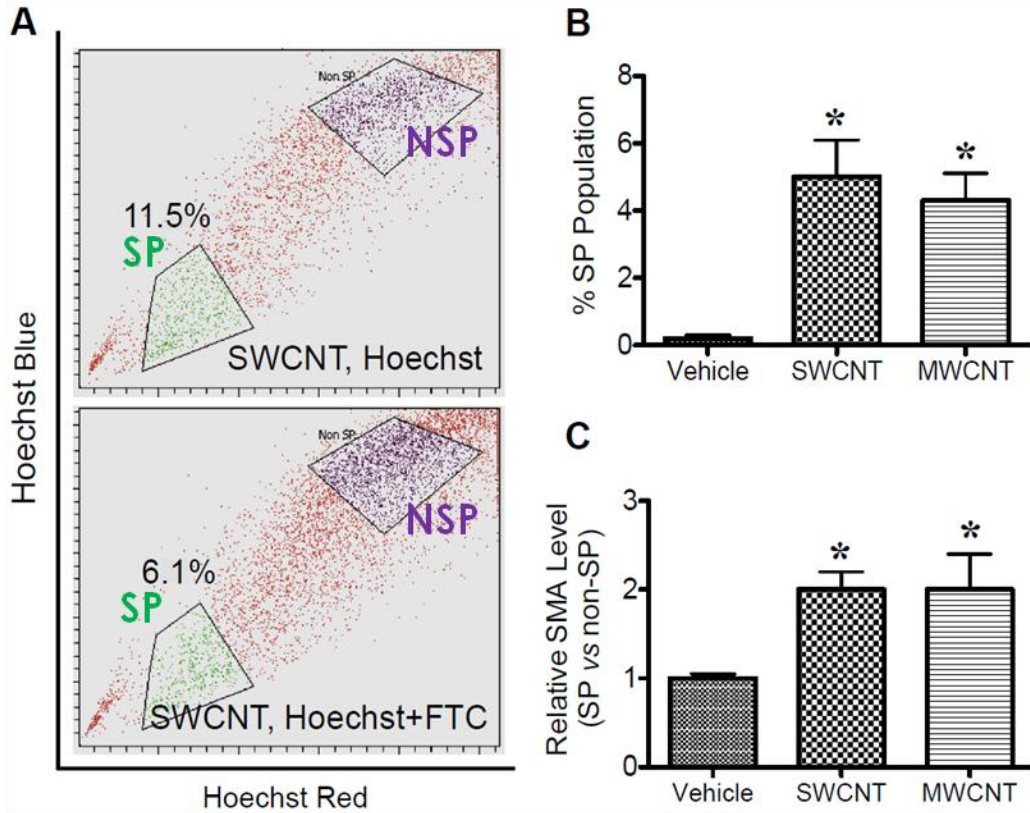 A
Hoechst Blue
Non SP
NSP
11.5%
SP
SWCNT, Hoechst
Non SP
NSP
6.1%
SP
SWCNT, Hoechst+FTC
Hoechst Red
B
% SP Population
8
6
4
2
0
*
*
Vehicle
SWCNT
MWCNT
C
Relative SMA Level
(SP vs non-SP)
3
2
1
0
*
*
Vehicle
SWCNT
MWCNT